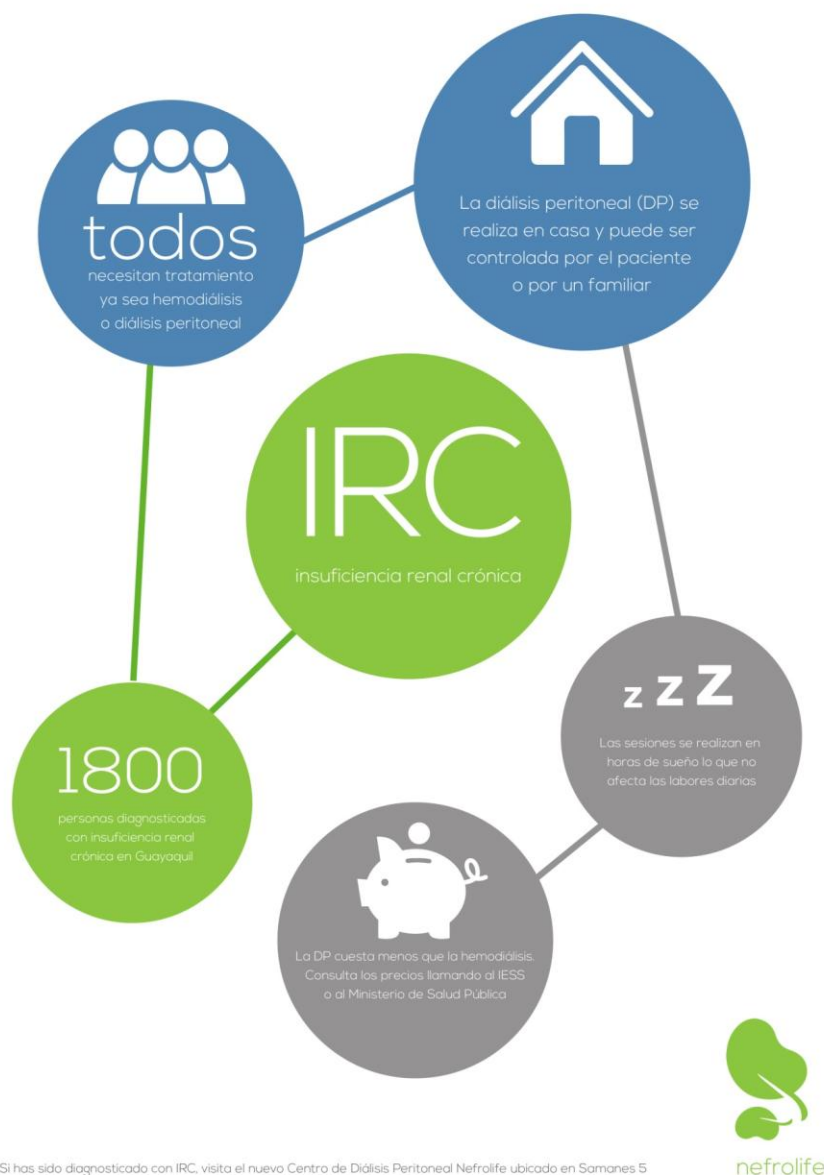 IRC
insuficiencia renal crónica
1800
personas diagnosticadas
con insuficiencia renal
crónica en Guayaquil
todos
necesitan tratamiento
ya sea hemodiálisis
o diálisis peritoneal
La diálisis peritoneal (DP) se
realiza en casa y puede ser
controlada por el paciente
o por un familiar
z z z
Las sesiones se realizan en
horas de sueño lo que no
afecta las labores diarias
La DP cuesta menos que la hemodiálisis.
Consulta los precios llamando al IESS
o al Ministerio de Salud Pública
Si has sido diagnosticado con IRC, visita el nuevo Centro de Diálisis Peritoneal Nefrolife ubicado en Samanes 5
nefrolife